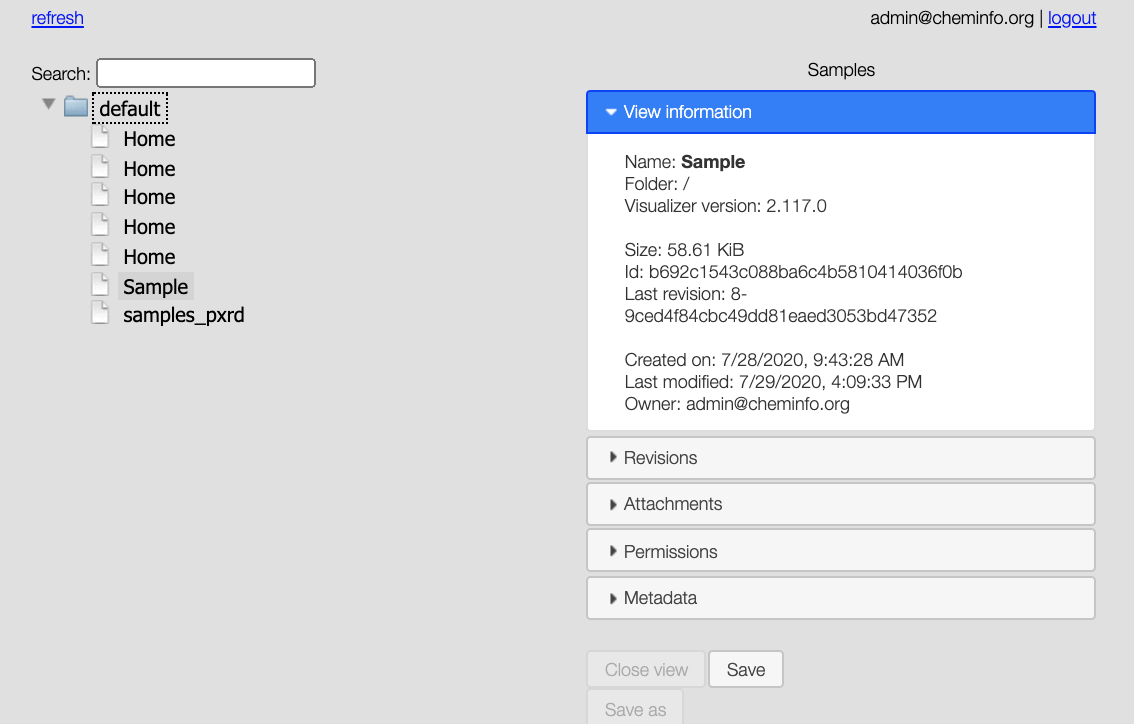 refresh
admin@cheminfo.org | logout
Search:
default
Home
Home
Home
Home
Home
Sample
samples_pxrd
Samples
View information
Name: Sample
Folder: /
Visualizer version: 2.117.0
Size: 58.61 KiB
Id: b692c1543c088ba6c4b5810414036f0b
Last revision: 8-
9ced4f84cbc49dd81eaed3053bd47352
Created on: 7/28/2020, 9:43:28 AM
Last modified: 7/29/2020, 4:09:33 PM
Owner: admin@cheminfo.org
Revisions
Attachments
Permissions
Metadata
Close view
Save
Save as